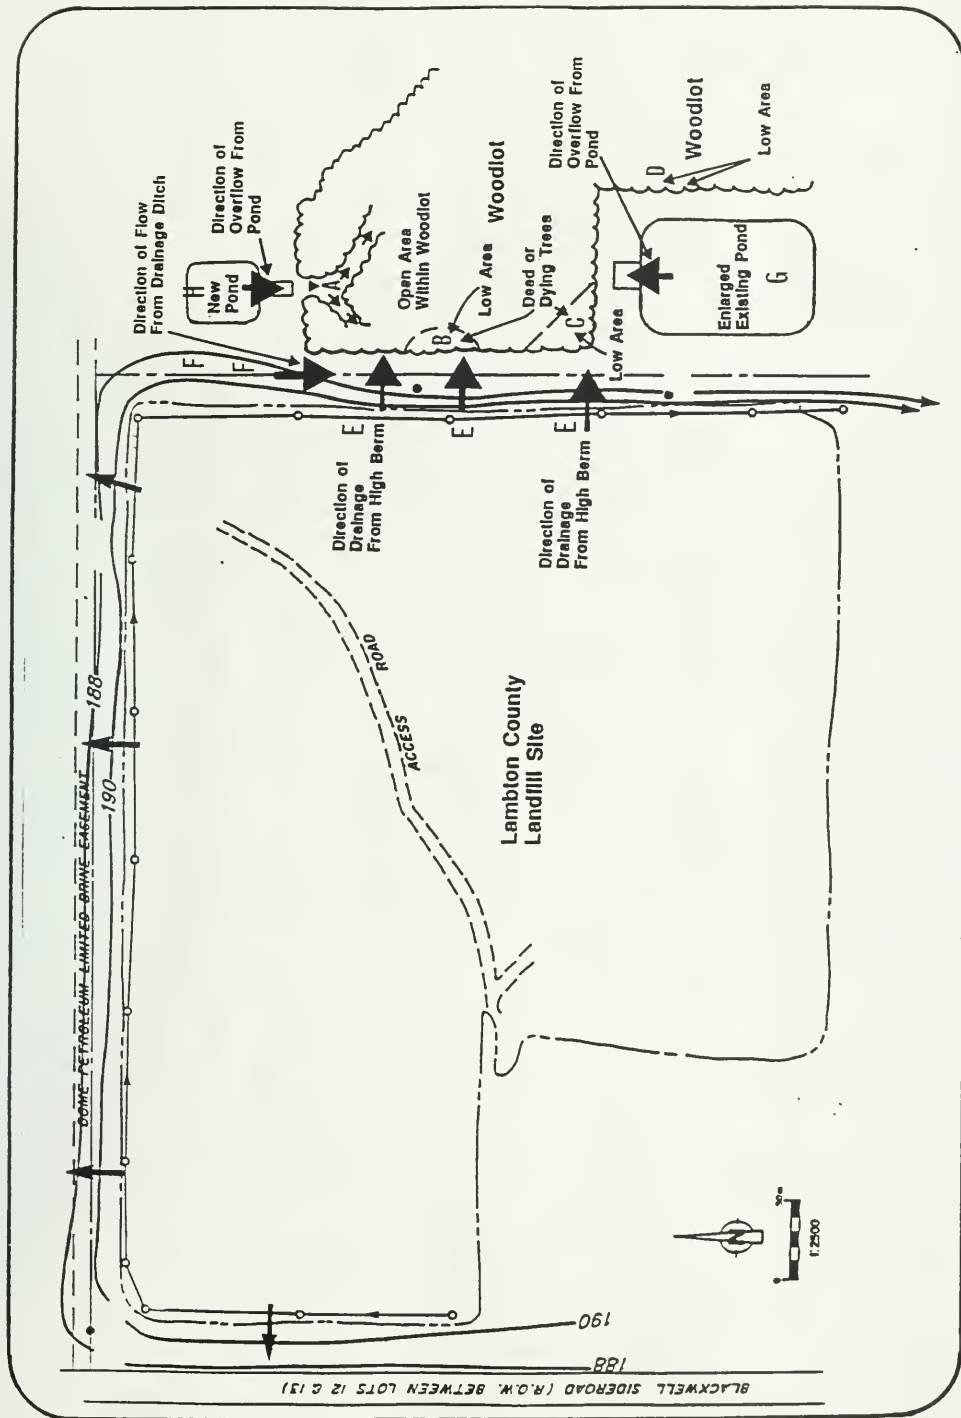 DOME PETROLEUM LIMITED BRINE EASEMENT
188
190
BLACKWELL SIDEROAD (R.O.W. BETWEEN LOTS 12 & 13)
188
190
N
0
50 m
1:2500
ACCESS
ROAD
Lambton County
Landfill Site
Direction of Flow
From Drainage Ditch
F
F
H
New
Pond
Direction of
Overflow From
Pond
A
Open Area
Within Woodlot
Woodlot
B
Low Area
Dead or
Dying Trees
C
Low Area
E
Direction of
Drainage
From High Berm
E
E
Direction of
Drainage
From High Berm
Direction of
Overflow From
Pond
D
Woodlot
Low Area
Enlarged
Existing Pond
G